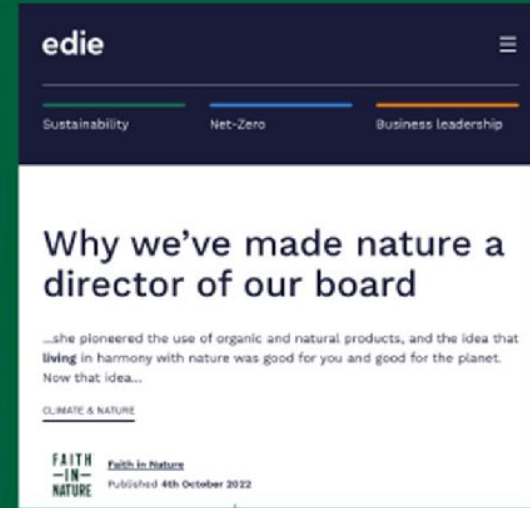 edie
Sustainability
Net-Zero
Business leadership
Why we've made nature a
director of our board
...she pioneered the use of organic and natural products, and the idea that
living in harmony with nature was good for you and good for the planet.
Now that idea...
CLIMATE & NATURE
FAITH
–IN–
NATURE
Faith in Nature
Published 4th October 2022